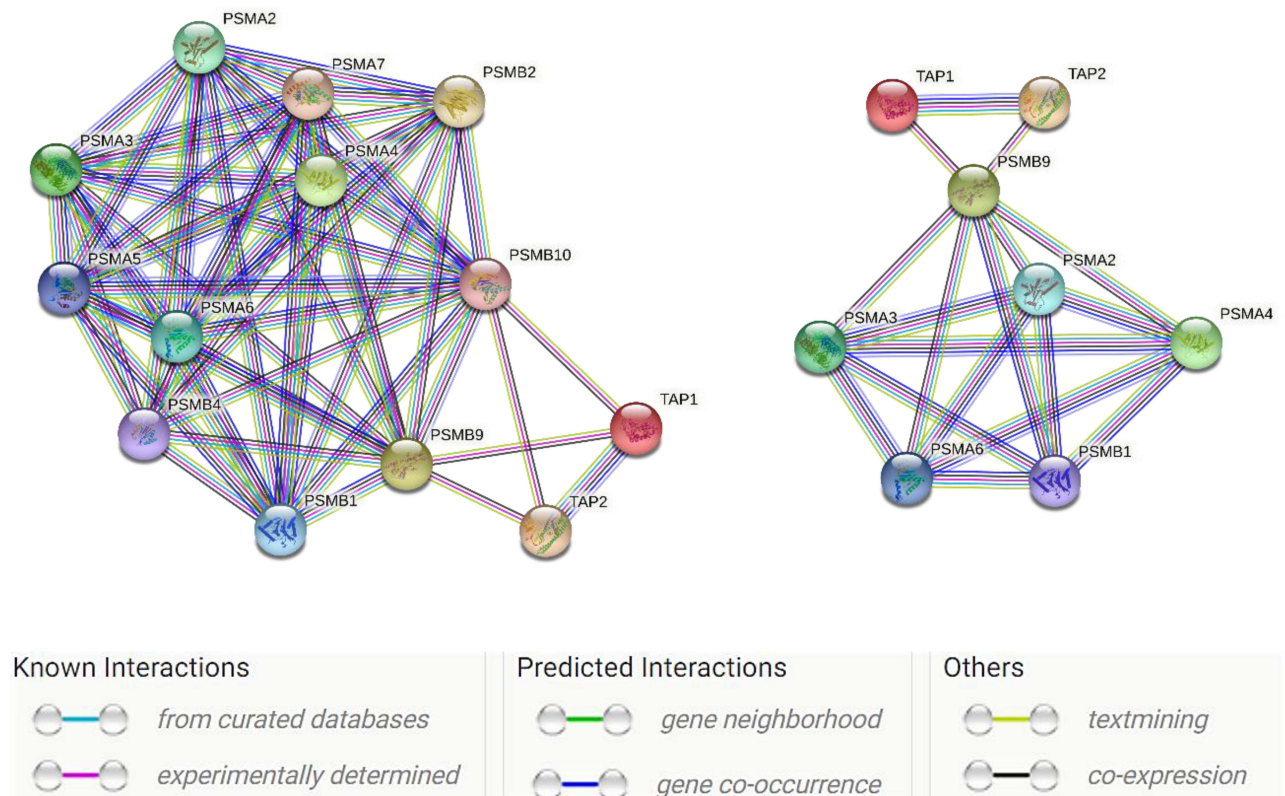 PSMA2
PSMA7
PSMB2
PSMA3
PSMA4
PSMA5
PSMB10
PSMA6
PSMB4
PSMB9
TAP1
PSMB1
TAP2
TAP1
TAP2
PSMB9
PSMA2
PSMA3
PSMA4
PSMA6
PSMB1
Known Interactions
from curated databases
experimentally determined
Predicted Interactions
gene neighborhood
gene co-occurrence
Others
textmining
co-expression